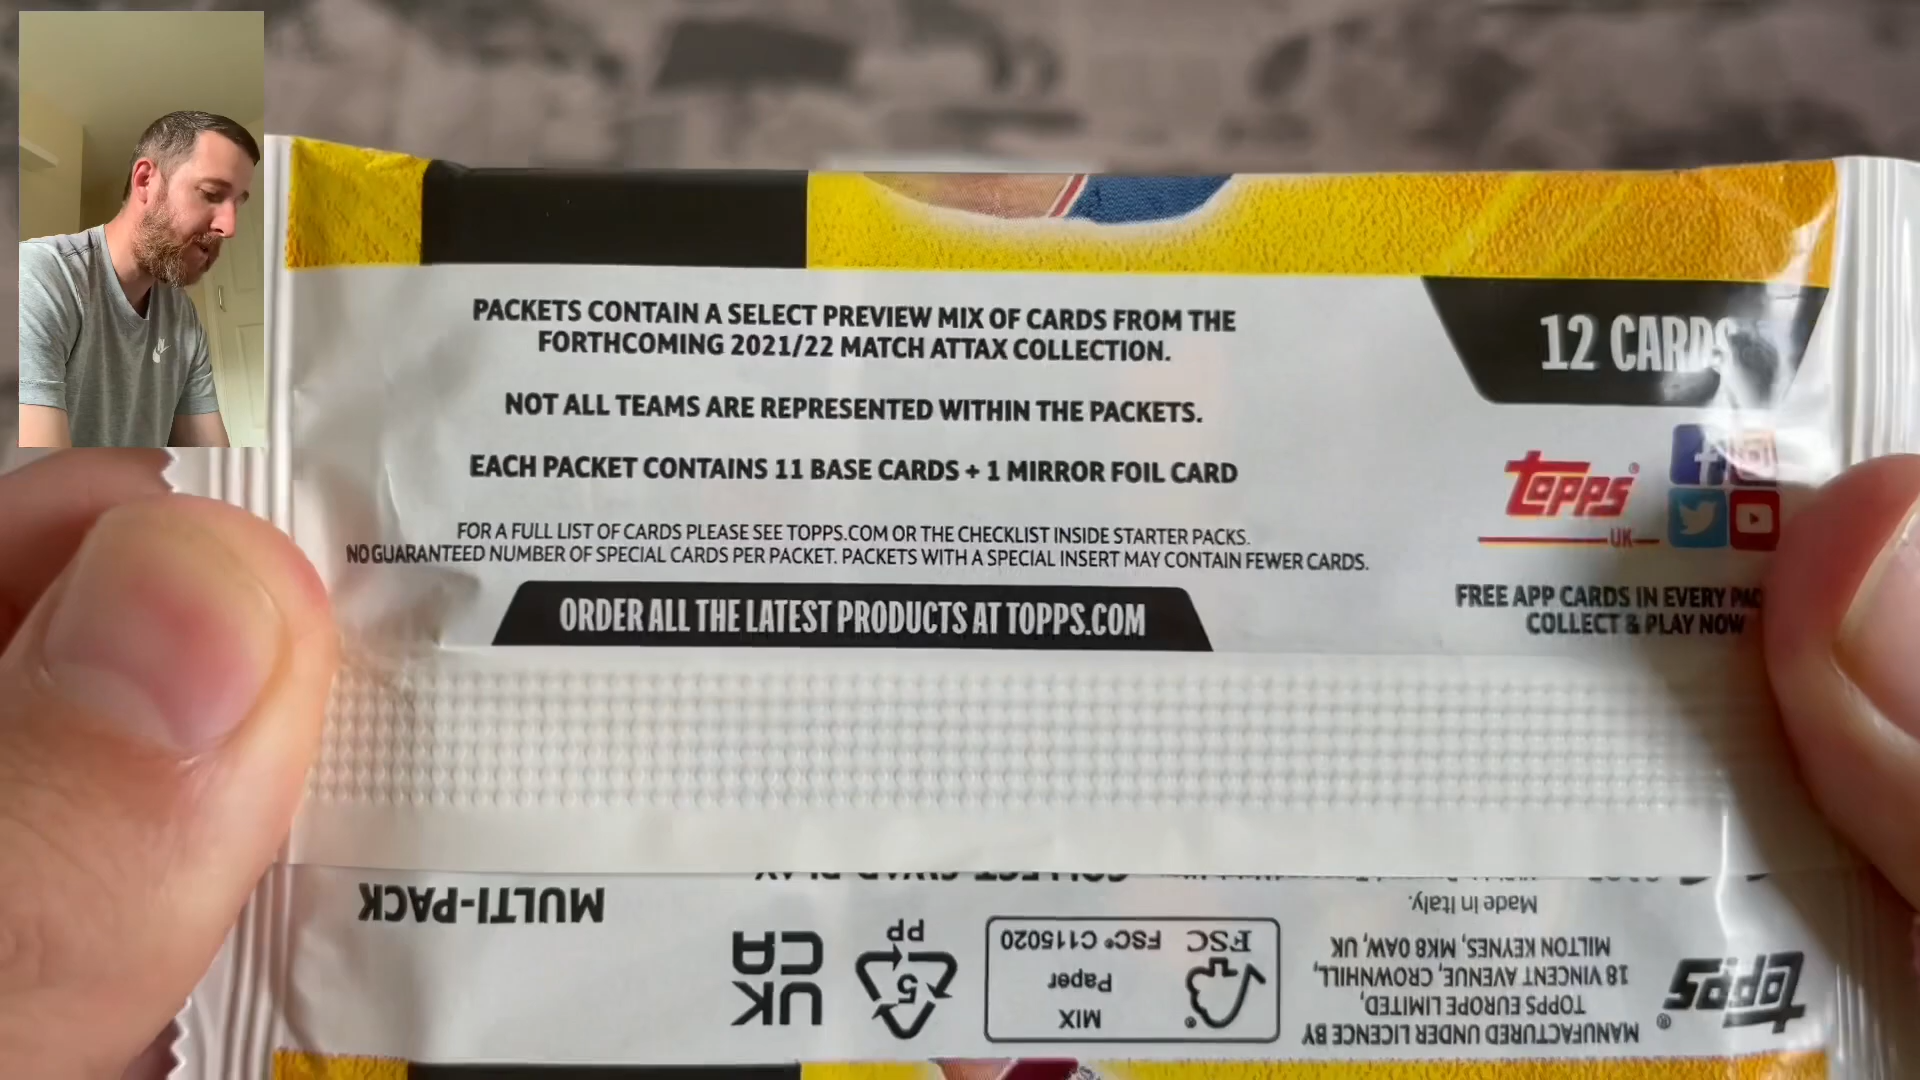 PACKETS CONTAIN A SELECT PREVIEW MIX OF CARDS FROM THE
FORTHCOMING 2021/22 MATCH ATTAX COLLECTION.
NOT ALL TEAMS ARE REPRESENTED WITHIN THE PACKETS.
EACH PACKET CONTAINS 11 BASE CARDS + 1 MIRROR FOIL CARD
FOR A FULL LIST OF CARDS PLEASE SEE TOPPS.COM OR THE CHECKLIST INSIDE STARTER PACKS.
NO GUARANTEED NUMBER OF SPECIAL CARDS PER PACKET. PACKETS WITH A SPECIAL INSERT MAY CONTAIN FEWER CARDS.
ORDER ALL THE LATEST PRODUCTS AT TOPPS.COM
12 CARDS
Topps®
UK
FREE APP CARDS IN EVERY
COLLECT & PLAY NOW
Topps®
MANUFACTURED UNDER LICENCE BY
TOPPS EUROPE LIMITED,
18 VINCENT AVENUE, CROWNHILL,
MILTON KEYNES, MK8 0AW, UK
Made in Italy.
MIX
Paper
FSC
FSC® C115020
5
PP
UK
CA
MULTI-PACK